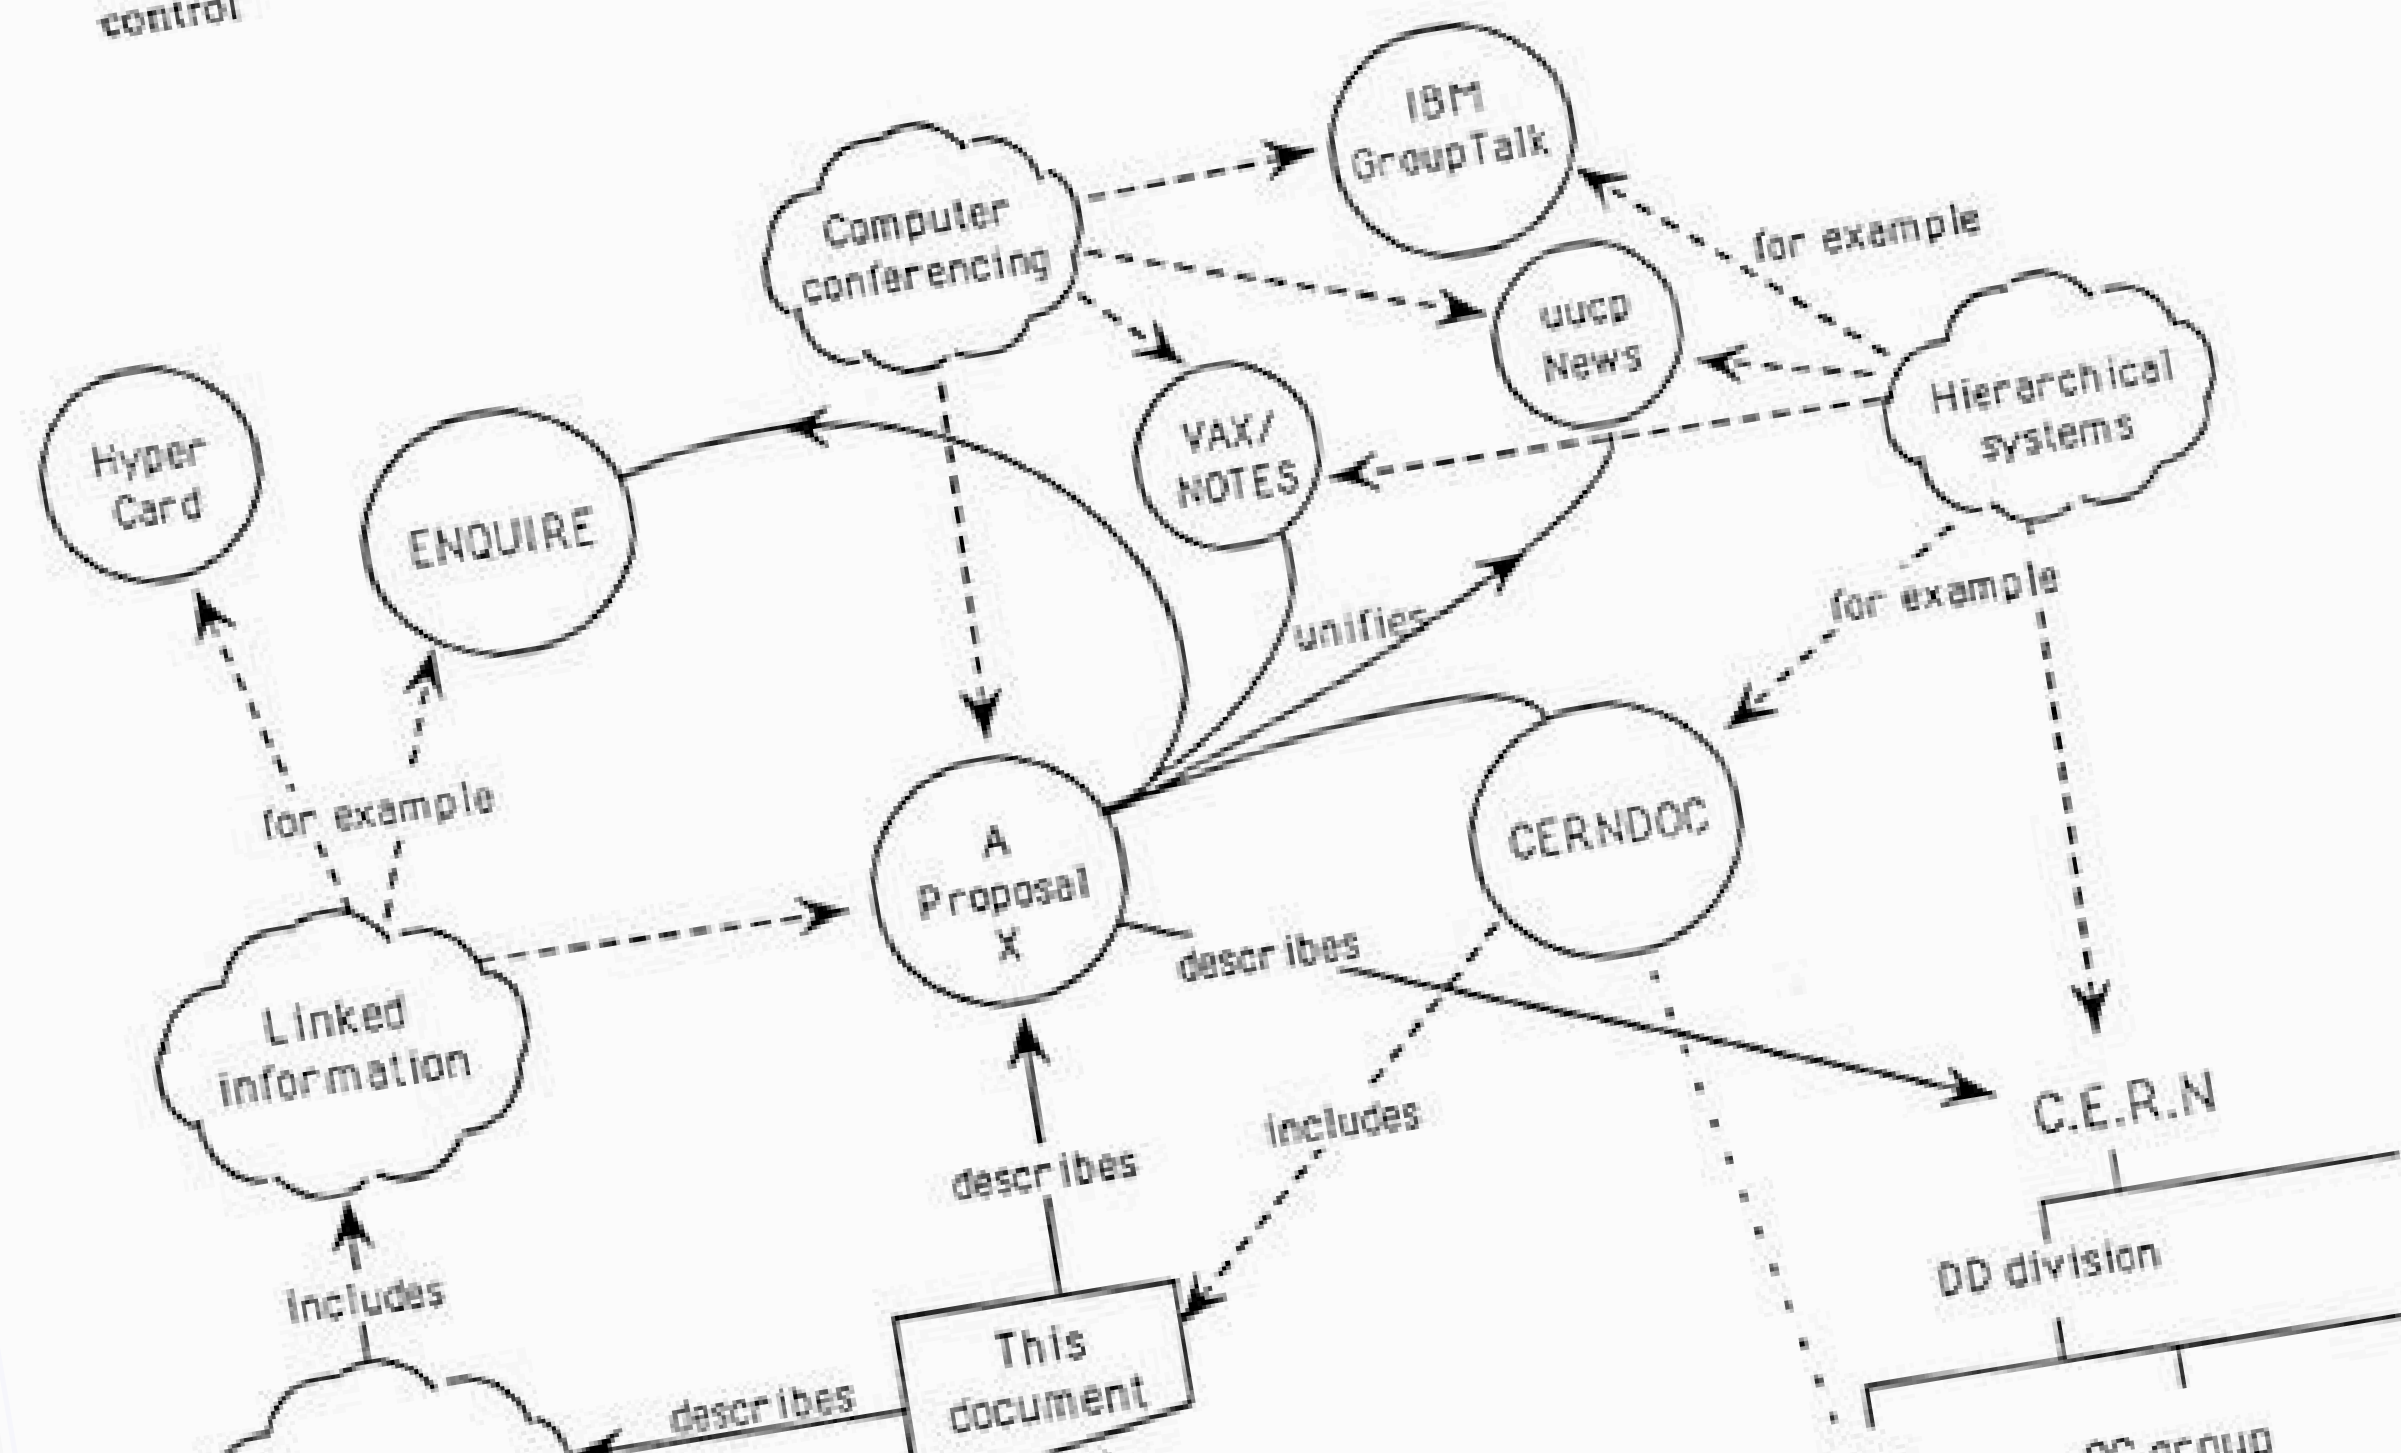 control
IBM
GroupTalk
Computer
conferencing
for example
uucp
News
Hierarchical
systems
VAX/
NOTES
Hyper
Card
ENQUIRE
for example
unifies
for example
CERNDOC
A
Proposal
X
describes
Linked
information
C.E.R.N
includes
describes
DD division
includes
This
document
describes
group